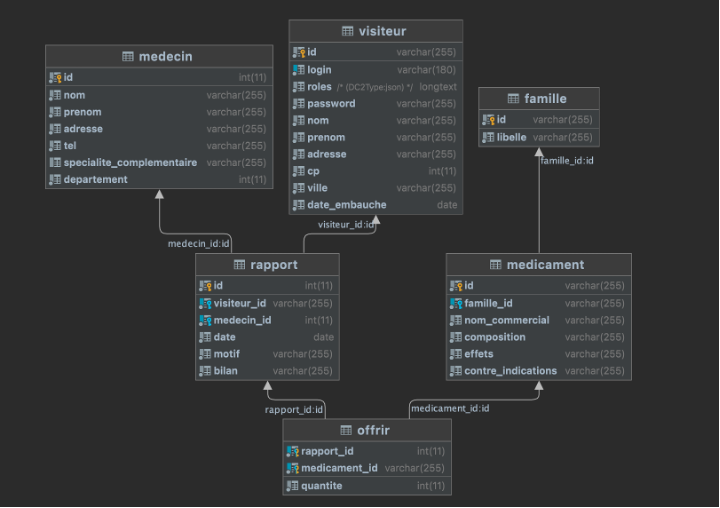 medecin
id int(11)
nom varchar(255)
prenom varchar(255)
adresse varchar(255)
tel varchar(255)
specialite_complementaire varchar(255)
departement int(11)
visiteur
id varchar(255)
login varchar(180)
roles /* (DC2Type:json) */ longtext
password varchar(255)
nom varchar(255)
prenom varchar(255)
adresse varchar(255)
cp int(11)
ville varchar(255)
date_embauche date
famille
id varchar(255)
libelle varchar(255)
famille_id:id
visiteur_id:id
medecin_id:id
rapport
id int(11)
visiteur_id varchar(255)
medecin_id int(11)
date date
motif varchar(255)
bilan varchar(255)
medicament
id varchar(255)
famille_id varchar(255)
nom_commercial varchar(255)
composition varchar(255)
effets varchar(255)
contre_indications varchar(255)
rapport_id:id
medicament_id:id
offrir
rapport_id int(11)
medicament_id varchar(255)
quantite int(11)